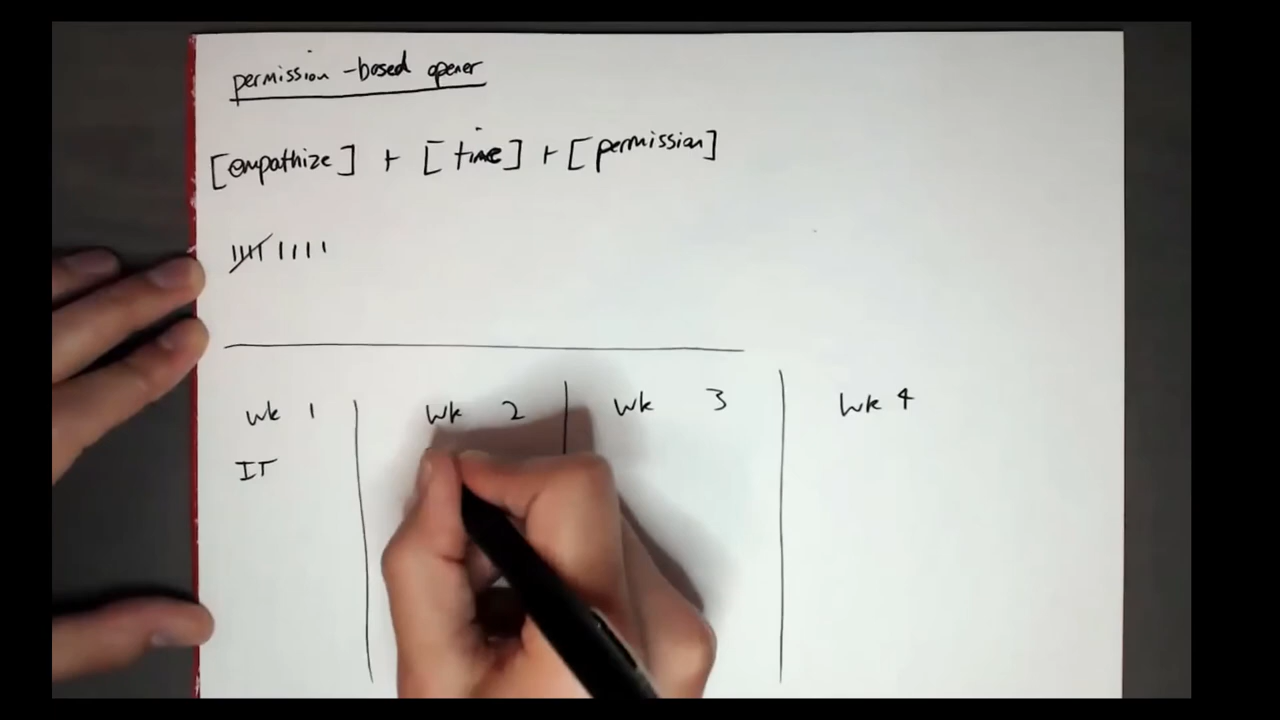 permission-based opener
[empathize] + [time] + [permission]
wk 1 wk 2 wk 3 wk 4
IT